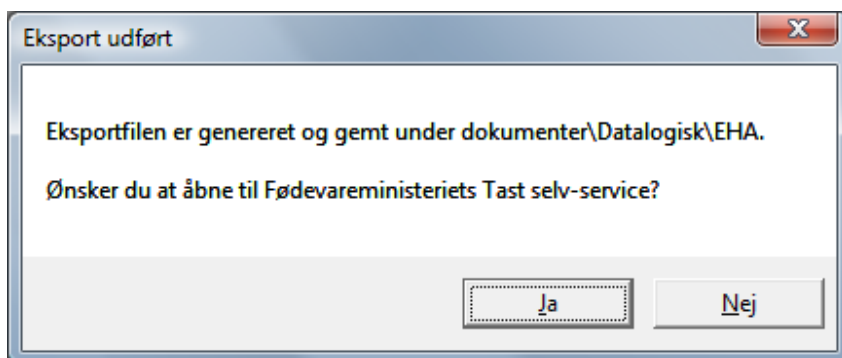 Eksport udført
Eksportfilen er genereret og gemt under dokumenter\Datalogisk\EHA.
Ønsker du at åbne til Fødevareministeriets Tast selv-service?
Ja
Nej